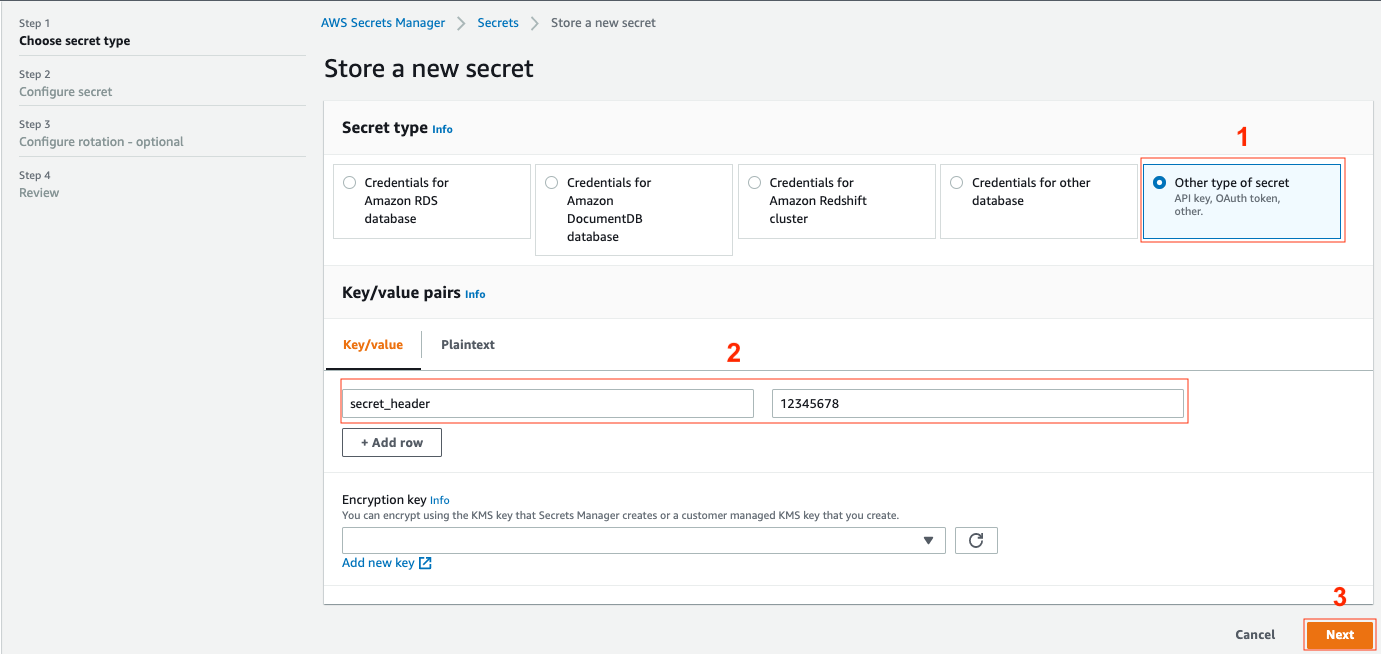 Step 1
Choose secret type
Step 2
Configure secret
Step 3
Configure rotation - optional
Step 4
Review
AWS Secrets Manager > Secrets > Store a new secret
Store a new secret
Secret type Info
1
Credentials for
Amazon RDS
database
Credentials for
Amazon
DocumentDB
database
Credentials for
Amazon Redshift
cluster
Credentials for other
database
Other type of secret
API key, OAuth token,
other.
Key/value pairs Info
Key/value Plaintext
2
secret_header 12345678
+ Add row
Encryption key Info
You can encrypt using the KMS key that Secrets Manager creates or a customer managed KMS key that you create.
Add new key
3
Cancel Next